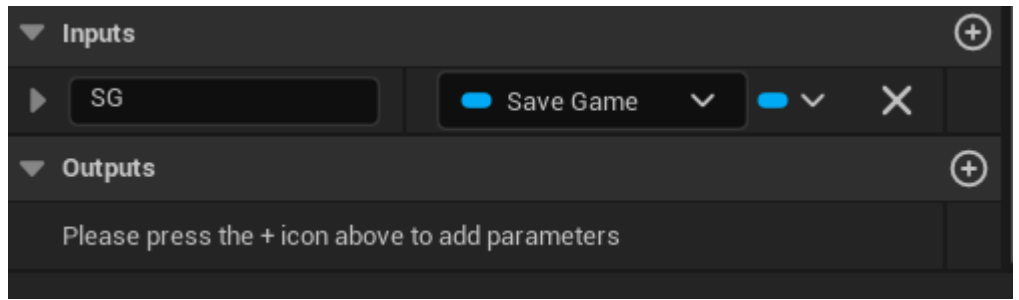 Inputs
SG Save Game
Outputs
Please press the + icon above to add parameters